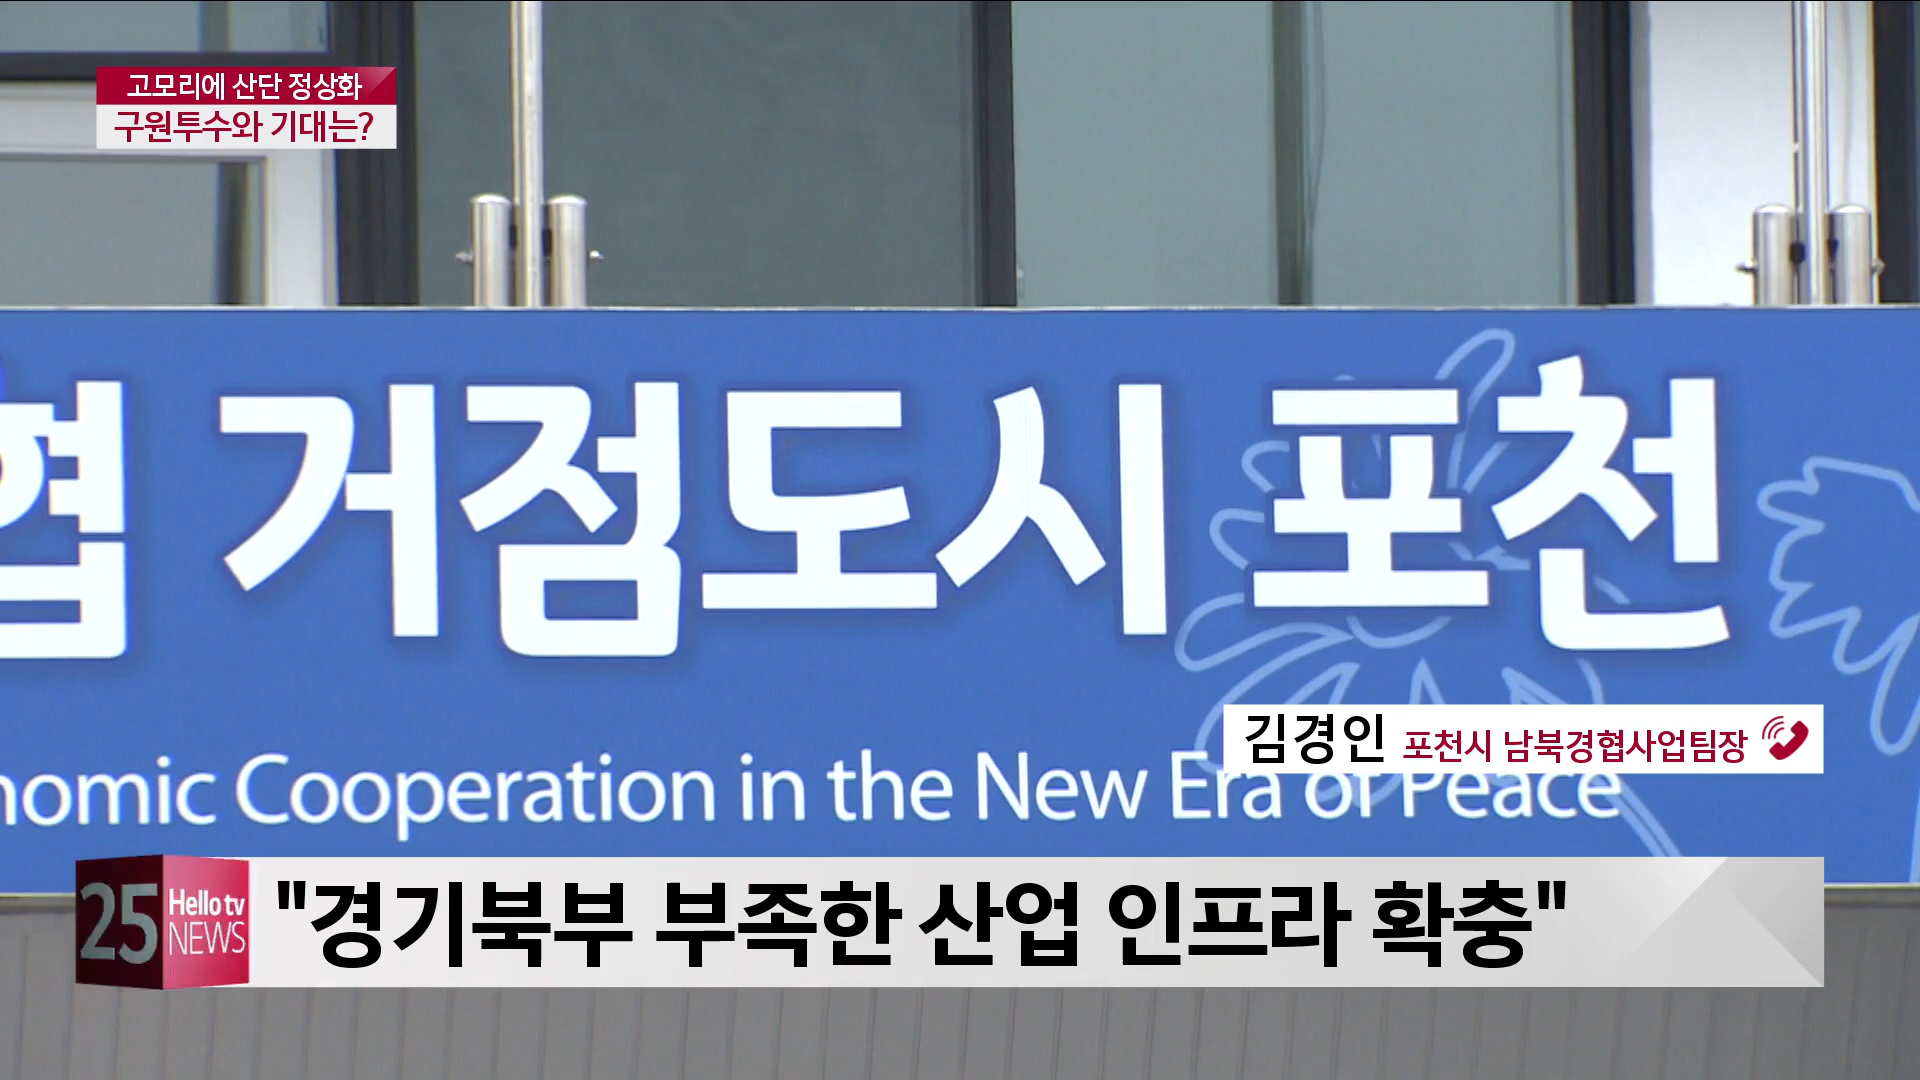 고모리에 산단 정상화
구원투수와 기대는?
협 거점도시 포천
김경인 포천시 남북경협사업팀장
nomic Cooperation in the New Era of Peace
25 Hello tv NEWS
"경기북부 부족한 산업 인프라 확충"